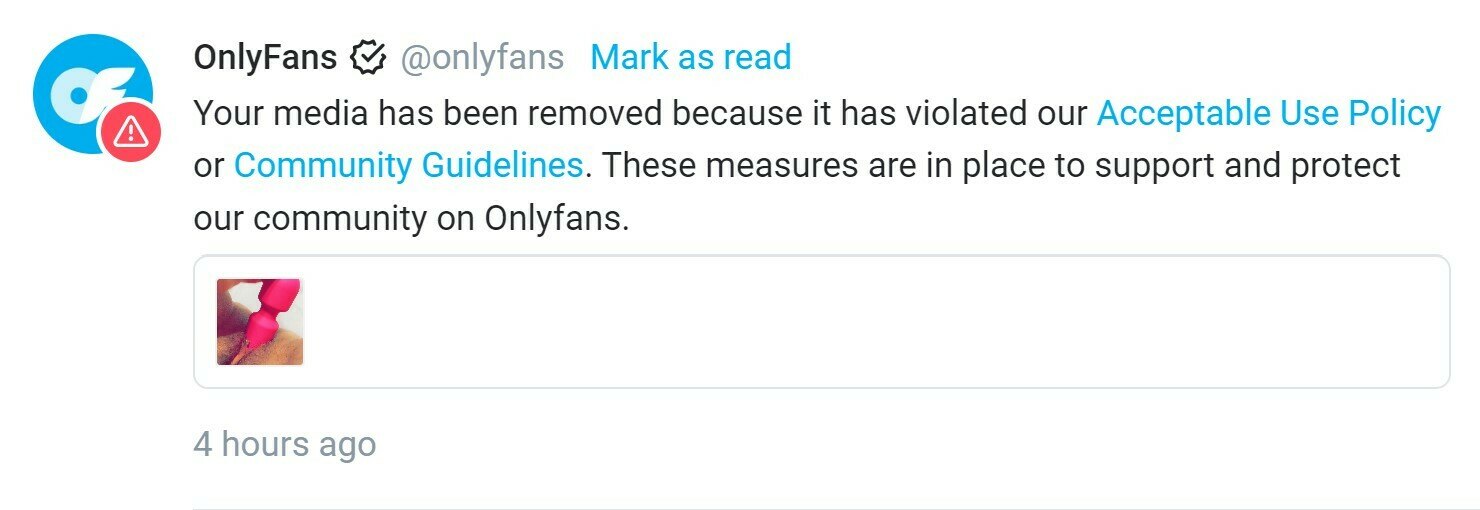 OnlyFans @onlyfans Mark as read
Your media has been removed because it has violated our Acceptable Use Policy
or Community Guidelines. These measures are in place to support and protect
our community on Onlyfans.
4 hours ago